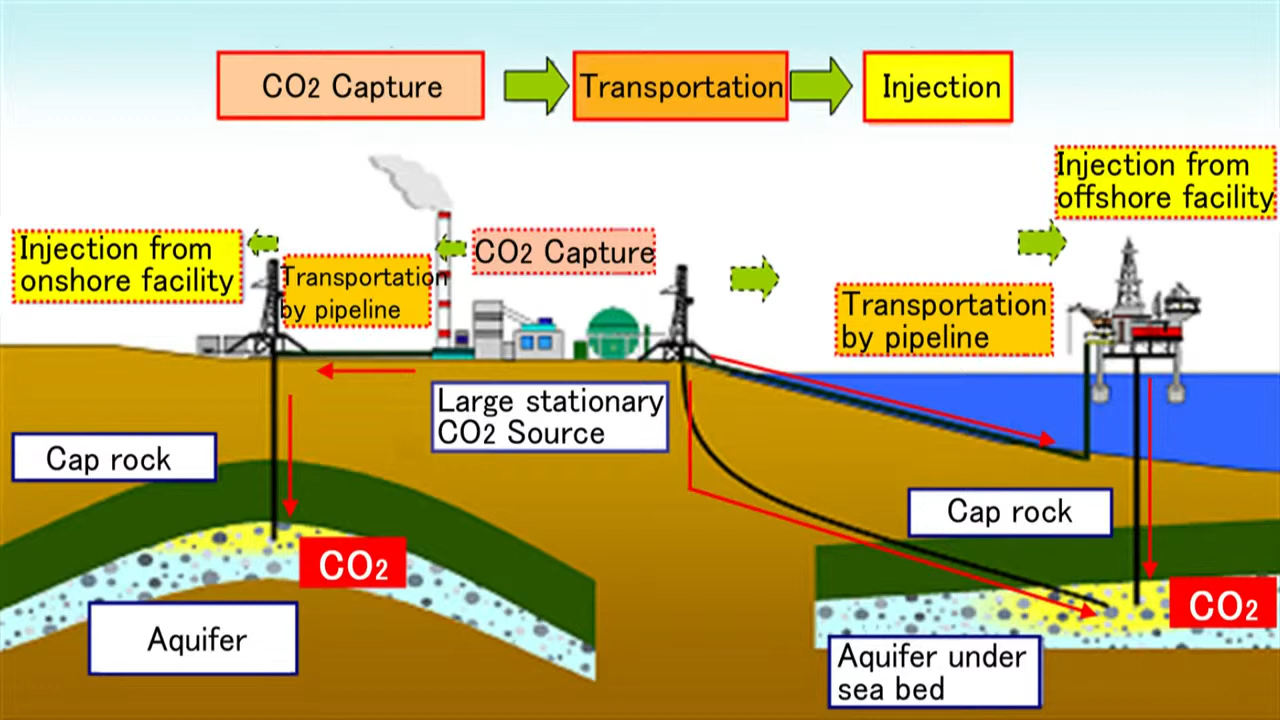 CO2 Capture
Transportation
Injection
Injection from
offshore facility
Injection from
onshore facility
Transportation
by pipeline
CO2 Capture
Transportation
by pipeline
Large stationary
CO2 Source
Cap rock
Cap rock
CO2
CO2
Aquifer
Aquifer under
sea bed